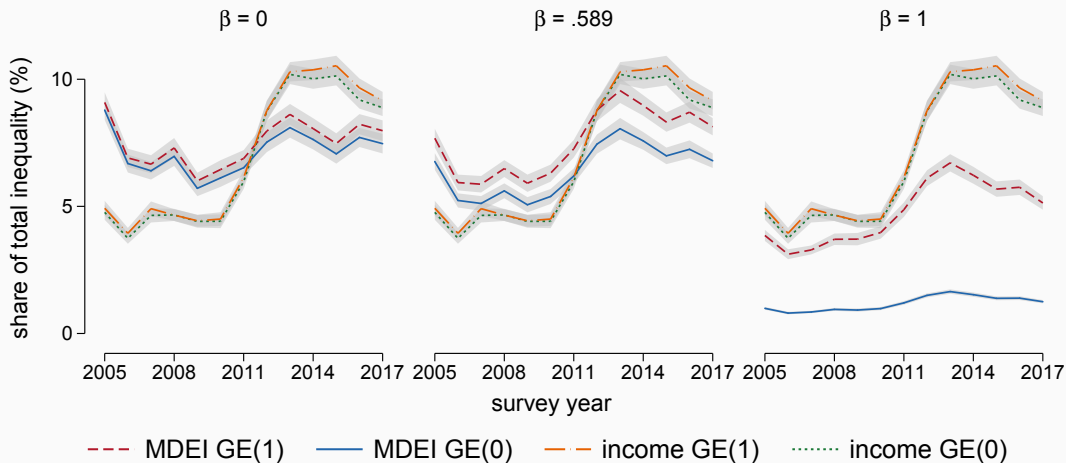 β = 0
β = .589
β = 1
share of total inequality (%)
10
5
0
2005 2008 2011 2014 2017
2005 2008 2011 2014 2017
2005 2008 2011 2014 2017
survey year
MDEI GE(1) MDEI GE(0) income GE(1) income GE(0)